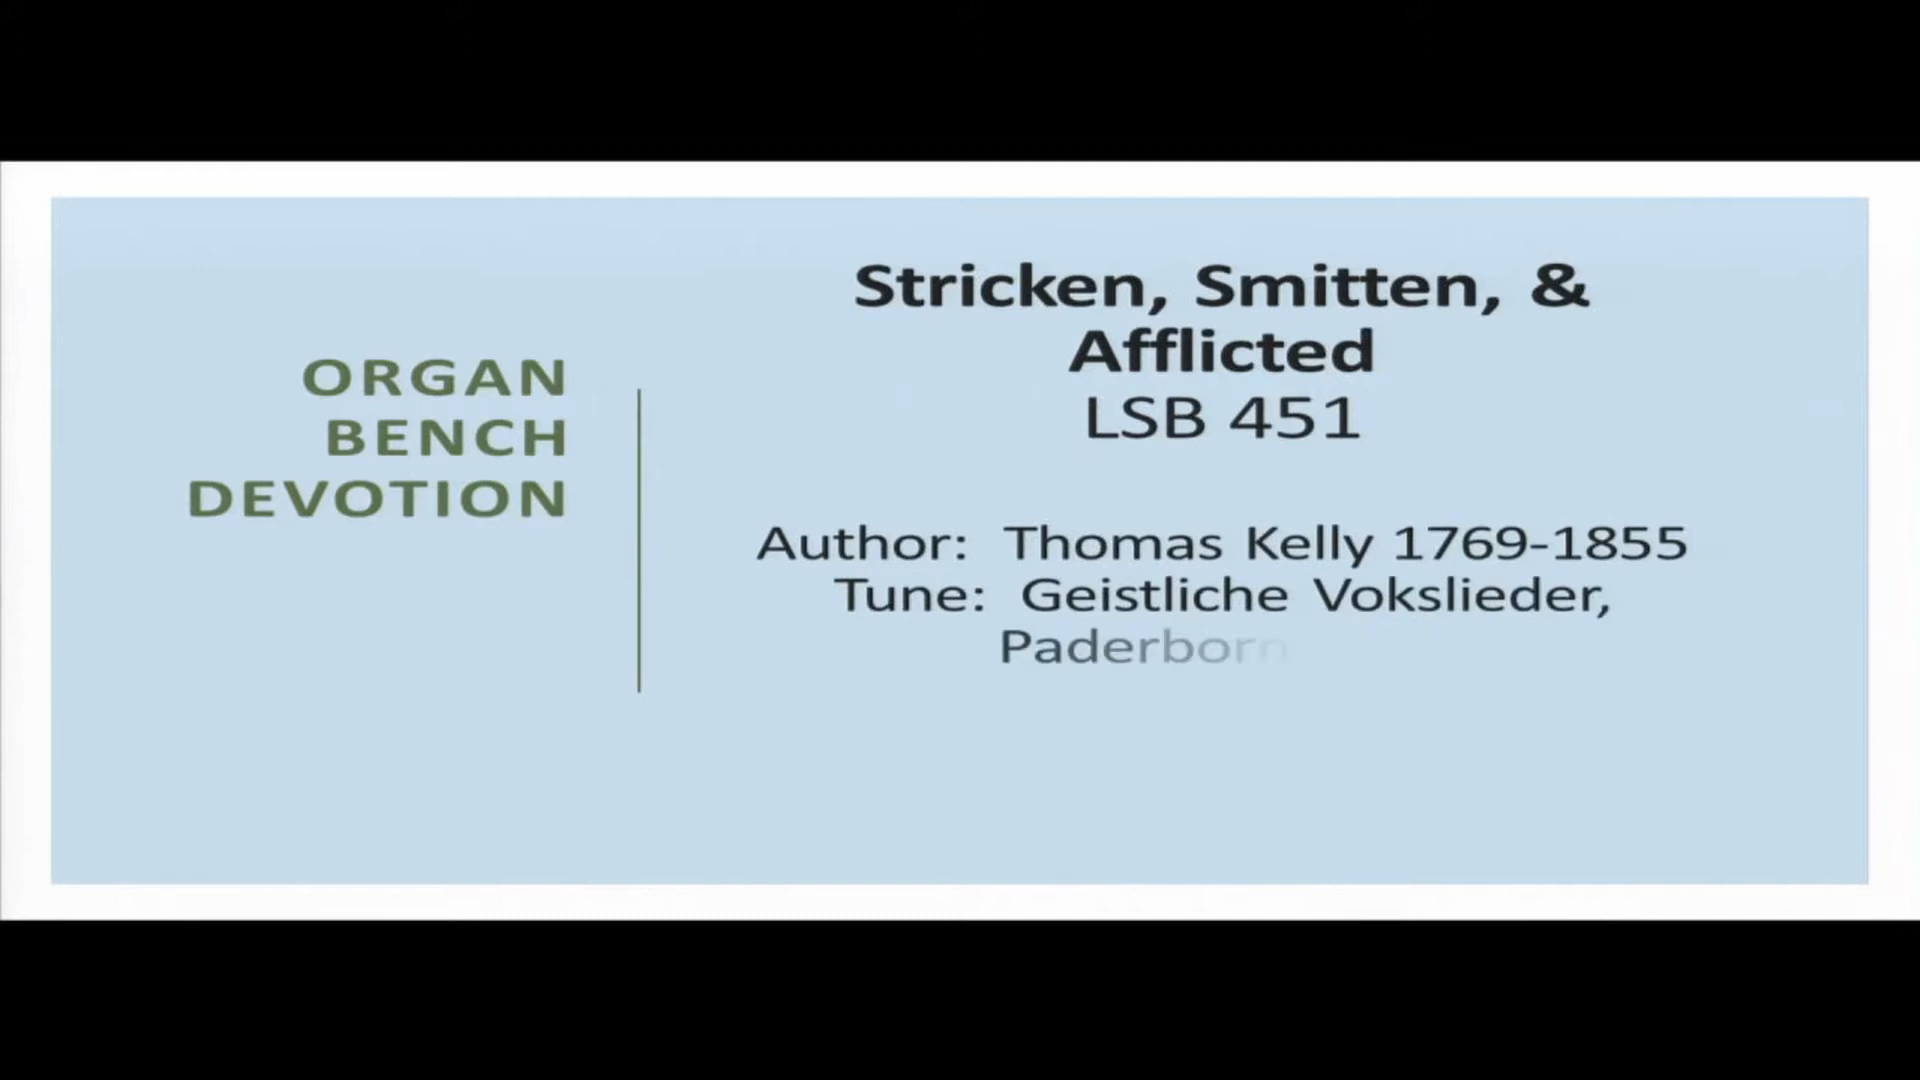 ORGAN
BENCH
DEVOTION
Stricken, Smitten, &
Afflicted
LSB 451
Author: Thomas Kelly 1769-1855
Tune: Geistliche Vokslieder,
Paderborn